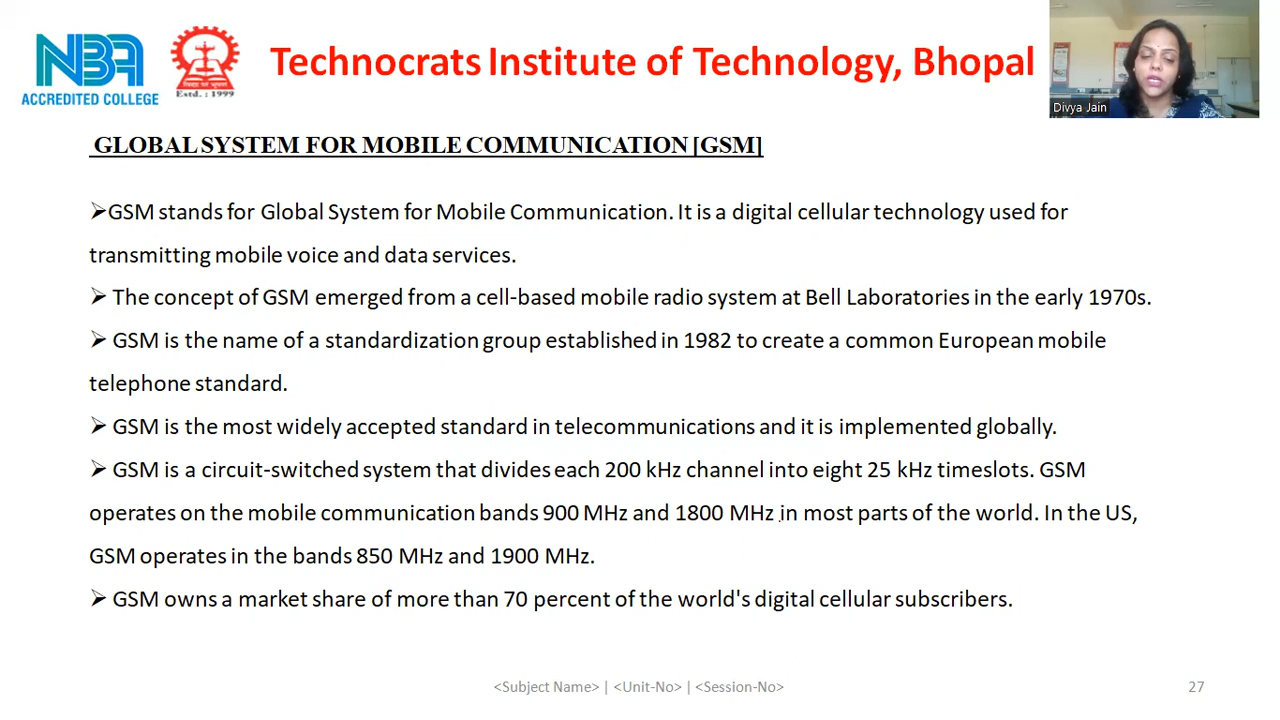 NBA
ACCREDITED COLLEGE
Estd. : 1999
Technocrats Institute of Technology, Bhopal
Divya Jain
GLOBAL SYSTEM FOR MOBILE COMMUNICATION [GSM]
➢GSM stands for Global System for Mobile Communication. It is a digital cellular technology used for
transmitting mobile voice and data services.
➢ The concept of GSM emerged from a cell-based mobile radio system at Bell Laboratories in the early 1970s.
➢ GSM is the name of a standardization group established in 1982 to create a common European mobile
telephone standard.
➢ GSM is the most widely accepted standard in telecommunications and it is implemented globally.
➢ GSM is a circuit-switched system that divides each 200 kHz channel into eight 25 kHz timeslots. GSM
operates on the mobile communication bands 900 MHz and 1800 MHz in most parts of the world. In the US,
GSM operates in the bands 850 MHz and 1900 MHz.
➢ GSM owns a market share of more than 70 percent of the world's digital cellular subscribers.
<Subject Name> | <Unit-No> | <Session-No>
27